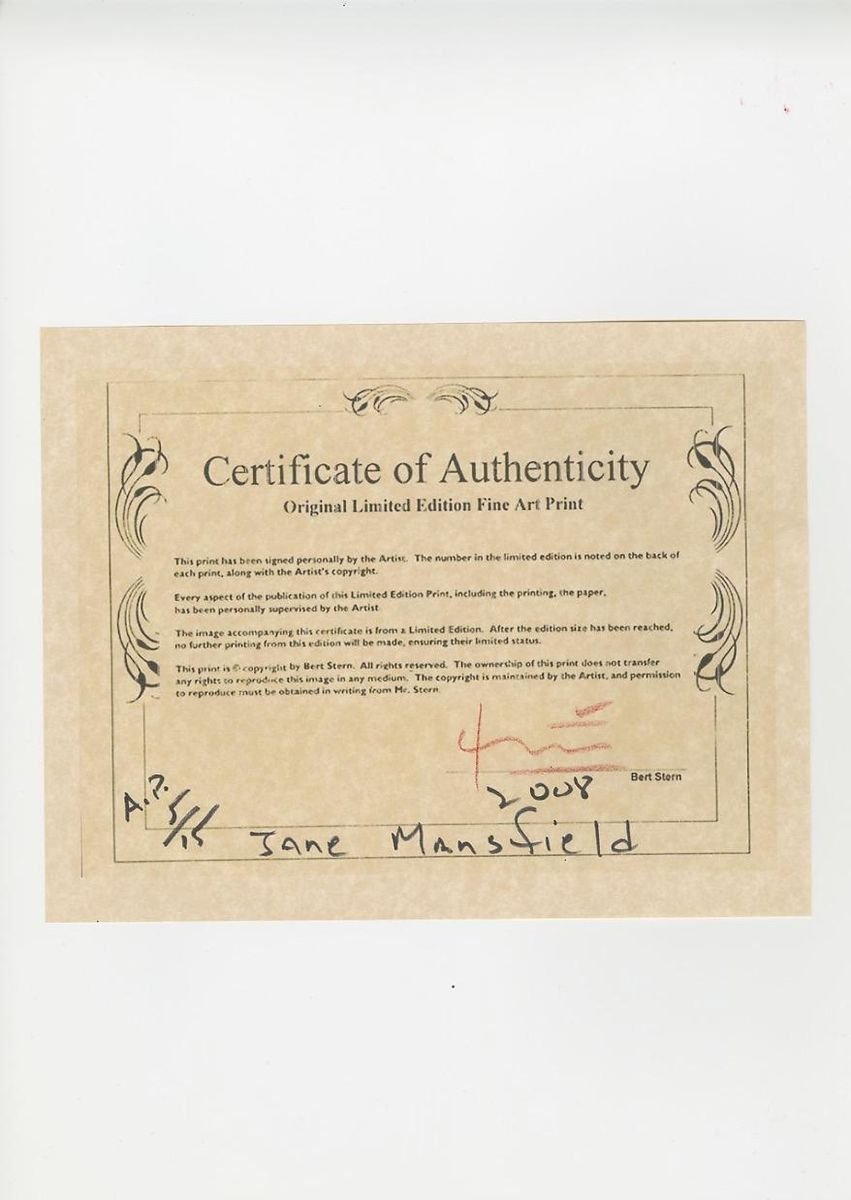 Certificate of Authenticity
Original Limited Edition Fine Art Print
This print has been signed personally by the Artist. The number in the limited edition is noted on the back of
each print, along with the Artist's copyright.
Every aspect of the publication of this Limited Edition Print, including the printing, the paper,
has been personally supervised by the Artist
The image accompanying this certificate is from a Limited Edition. After the edition size has been reached,
no further printing from this edition will be made, ensuring their limited status.
This print is © copyright by Bert Stern. All rights reserved. The ownership of this print does not transfer
any rights to reproduce this image in any medium. The copyright is maintained by the Artist, and permission
to reproduce must be obtained in writing from Mr. Stern
Bert Stern
2008
A.P. 5/15
Jane Mansfield